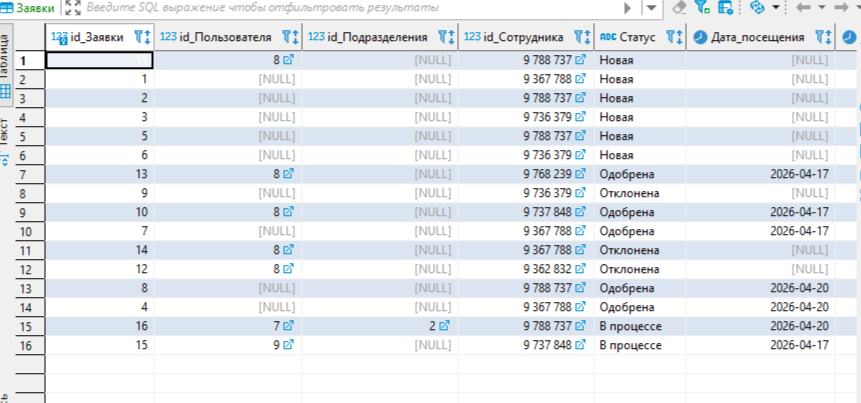 Заявки Введите SQL выражение чтобы отфильтровать результаты
Таблица
Текст
123 id_Заявки 123 id_Пользователя 123 id_Подразделения 123 id_Сотрудника ABC Статус Дата_посещения
1 8 [NULL] 9 788 737 Новая [NULL]
2 1 [NULL] [NULL] 9 367 788 Новая [NULL]
3 2 [NULL] [NULL] 9 788 737 Новая [NULL]
4 3 [NULL] [NULL] 9 736 379 Новая [NULL]
5 5 [NULL] [NULL] 9 788 737 Новая [NULL]
6 6 [NULL] [NULL] 9 736 379 Новая [NULL]
7 13 8 [NULL] 9 768 239 Одобрена 2026-04-17
8 9 [NULL] [NULL] 9 736 379 Отклонена [NULL]
9 10 8 [NULL] 9 737 848 Одобрена 2026-04-17
10 7 [NULL] [NULL] 9 367 788 Одобрена 2026-04-17
11 14 8 [NULL] 9 367 788 Отклонена [NULL]
12 12 8 [NULL] 9 362 832 Отклонена [NULL]
13 8 [NULL] [NULL] 9 788 737 Одобрена 2026-04-20
14 4 [NULL] [NULL] 9 367 788 Одобрена 2026-04-20
15 16 7 2 9 788 737 В процессе 2026-04-20
16 15 9 [NULL] 9 737 848 В процессе 2026-04-17